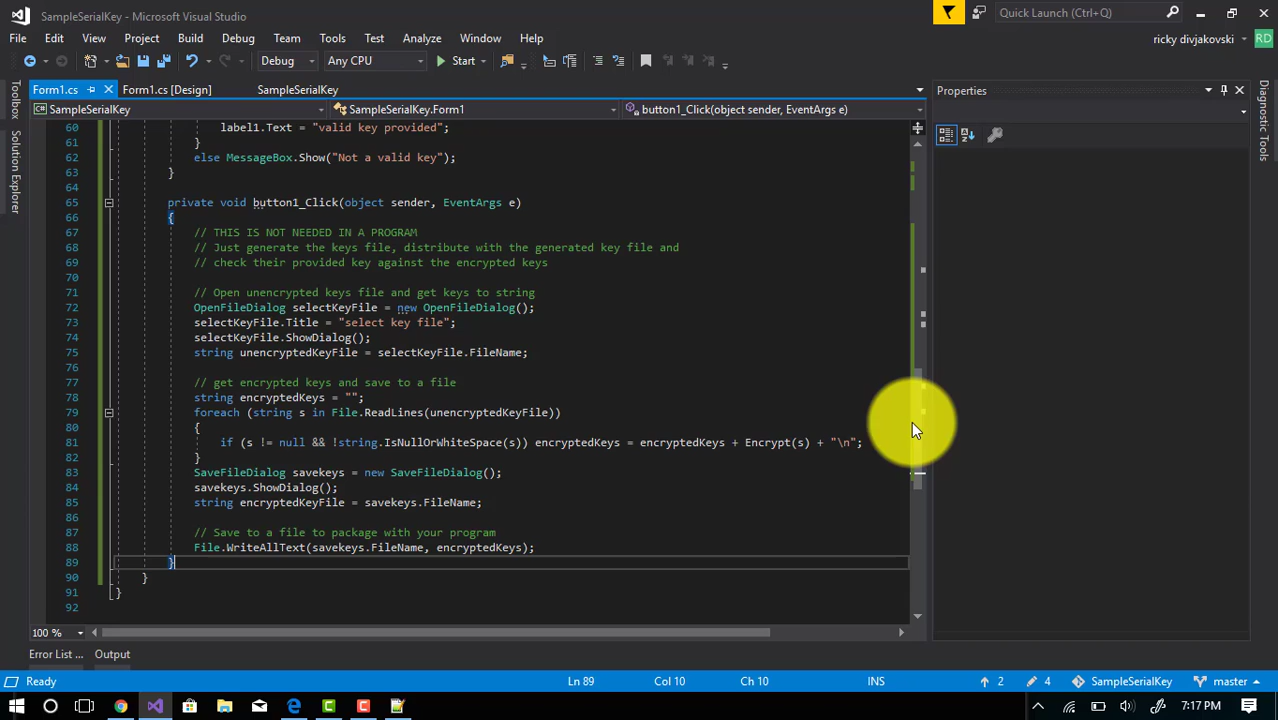 SampleSerialKey - Microsoft Visual Studio
Quick Launch (Ctrl+Q)
File Edit View Project Build Debug Team Tools Test Analyze Window Help
ricky divjakovski RD
Debug Any CPU Start
Form1.cs Form1.cs [Design] SampleSerialKey
Properties
SampleSerialKey SampleSerialKey.Form1 button1_Click(object sender, EventArgs e)
Toolbox
Solution Explorer
Diagnostic Tools
60 label1.Text = "valid key provided";
61 }
62 else MessageBox.Show("Not a valid key");
63 }
64
65 private void button1_Click(object sender, EventArgs e)
66 {
67 // THIS IS NOT NEEDED IN A PROGRAM
68 // Just generate the keys file, distribute with the generated key file and
69 // check their provided key against the encrypted keys
70
71 // Open unencrypted keys file and get keys to string
72 OpenFileDialog selectKeyFile = new OpenFileDialog();
73 selectKeyFile.Title = "select key file";
74 selectKeyFile.ShowDialog();
75 string unencryptedKeyFile = selectKeyFile.FileName;
76
77 // get encrypted keys and save to a file
78 string encryptedKeys = "";
79 foreach (string s in File.ReadLines(unencryptedKeyFile))
80 {
81 if (s != null && !string.IsNullOrWhiteSpace(s)) encryptedKeys = encryptedKeys + Encrypt(s) + "\n";
82 }
83 SaveFileDialog savekeys = new SaveFileDialog();
84 savekeys.ShowDialog();
85 string encryptedKeyFile = savekeys.FileName;
86
87 // Save to a file to package with your program
88 File.WriteAllText(savekeys.FileName, encryptedKeys);
89 }
90 }
91 }
92
100 %
Error List ... Output
Ready Ln 89 Col 10 Ch 10 INS 2 4 SampleSerialKey master
7:17 PM